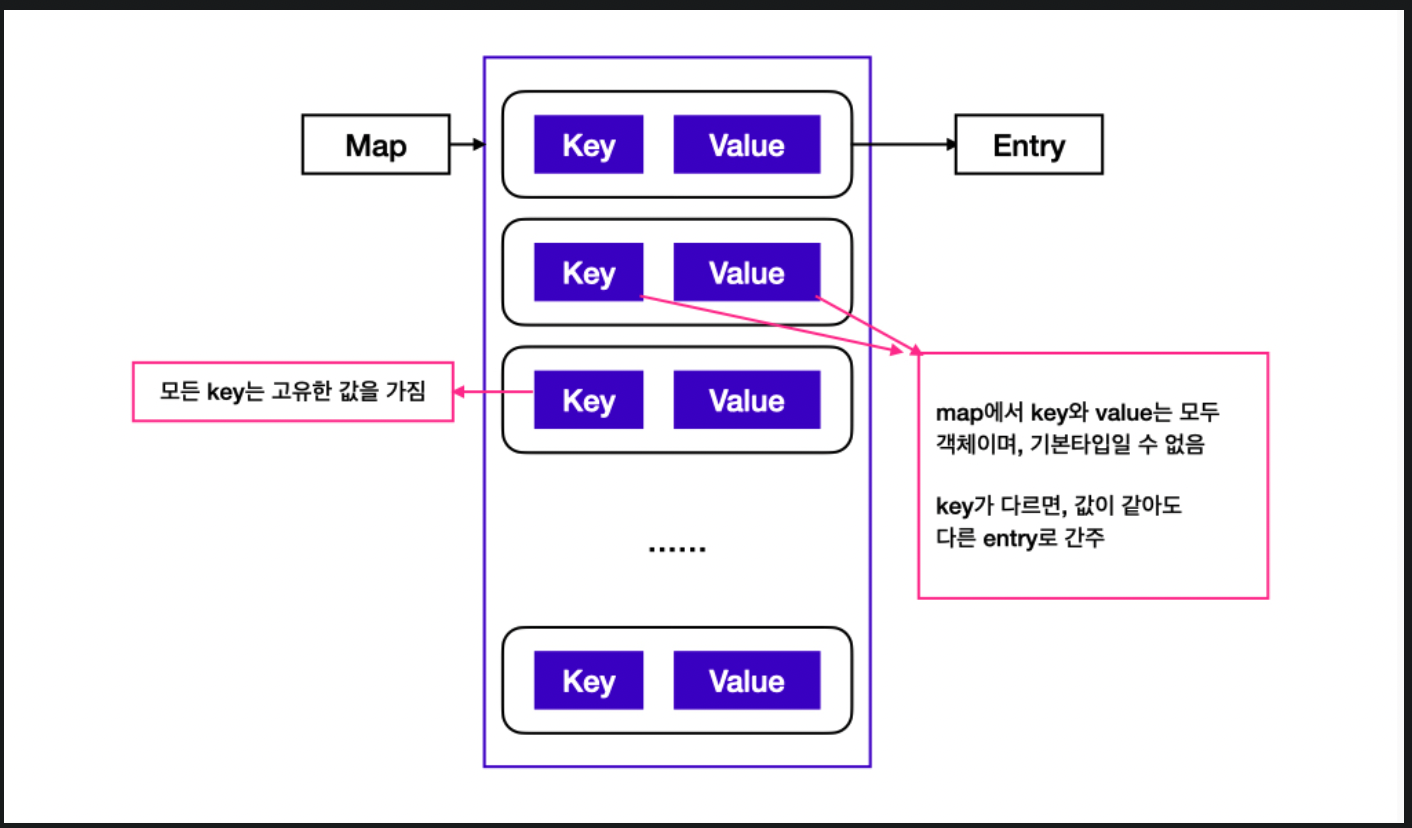 Map
Key Value
Entry
Key Value
모든 key는 고유한 값을 가짐
Key Value
map에서 key와 value는 모두
객체이며, 기본타입일 수 없음
key가 다르면, 값이 같아도
다른 entry로 간주
......
Key Value